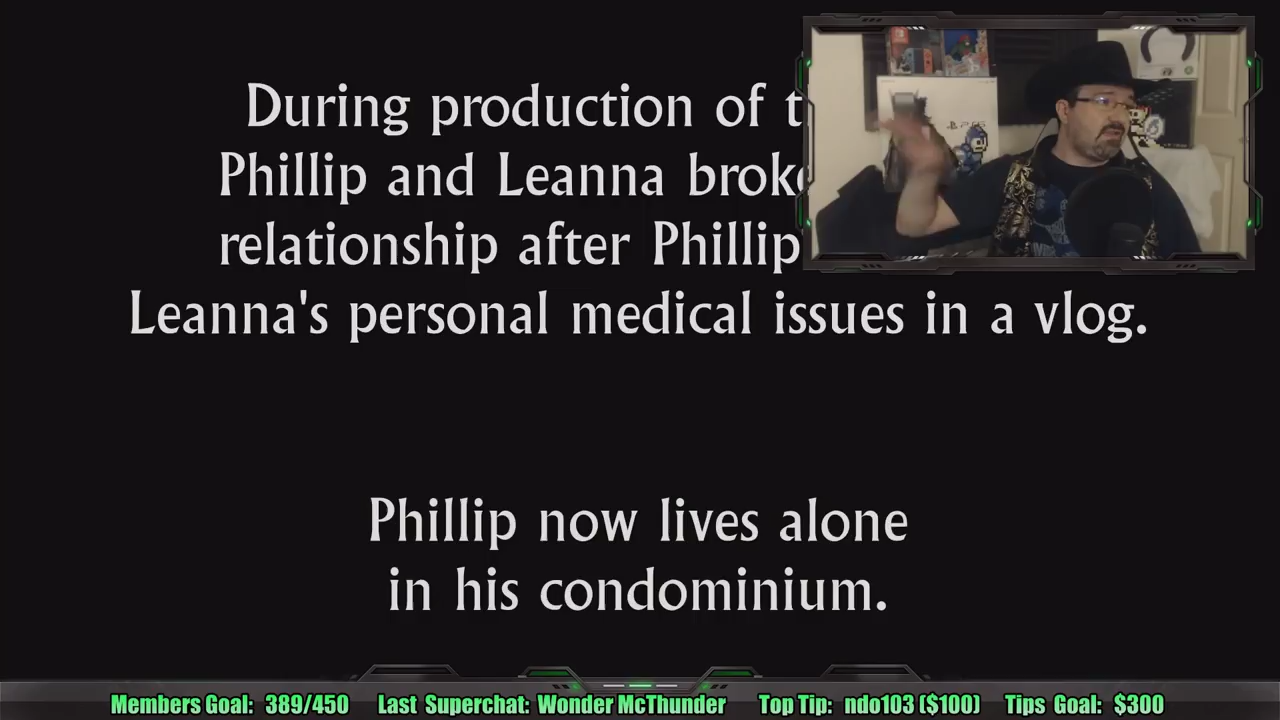 During production of t
Phillip and Leanna broke
relationship after Phillip
Leanna's personal medical issues in a vlog.
Phillip now lives alone
in his condominium.
Members Goal: 389/450 Last Superchat: Wonder McThunder Top Tip: ndo103 ($100) Tips Goal: $300